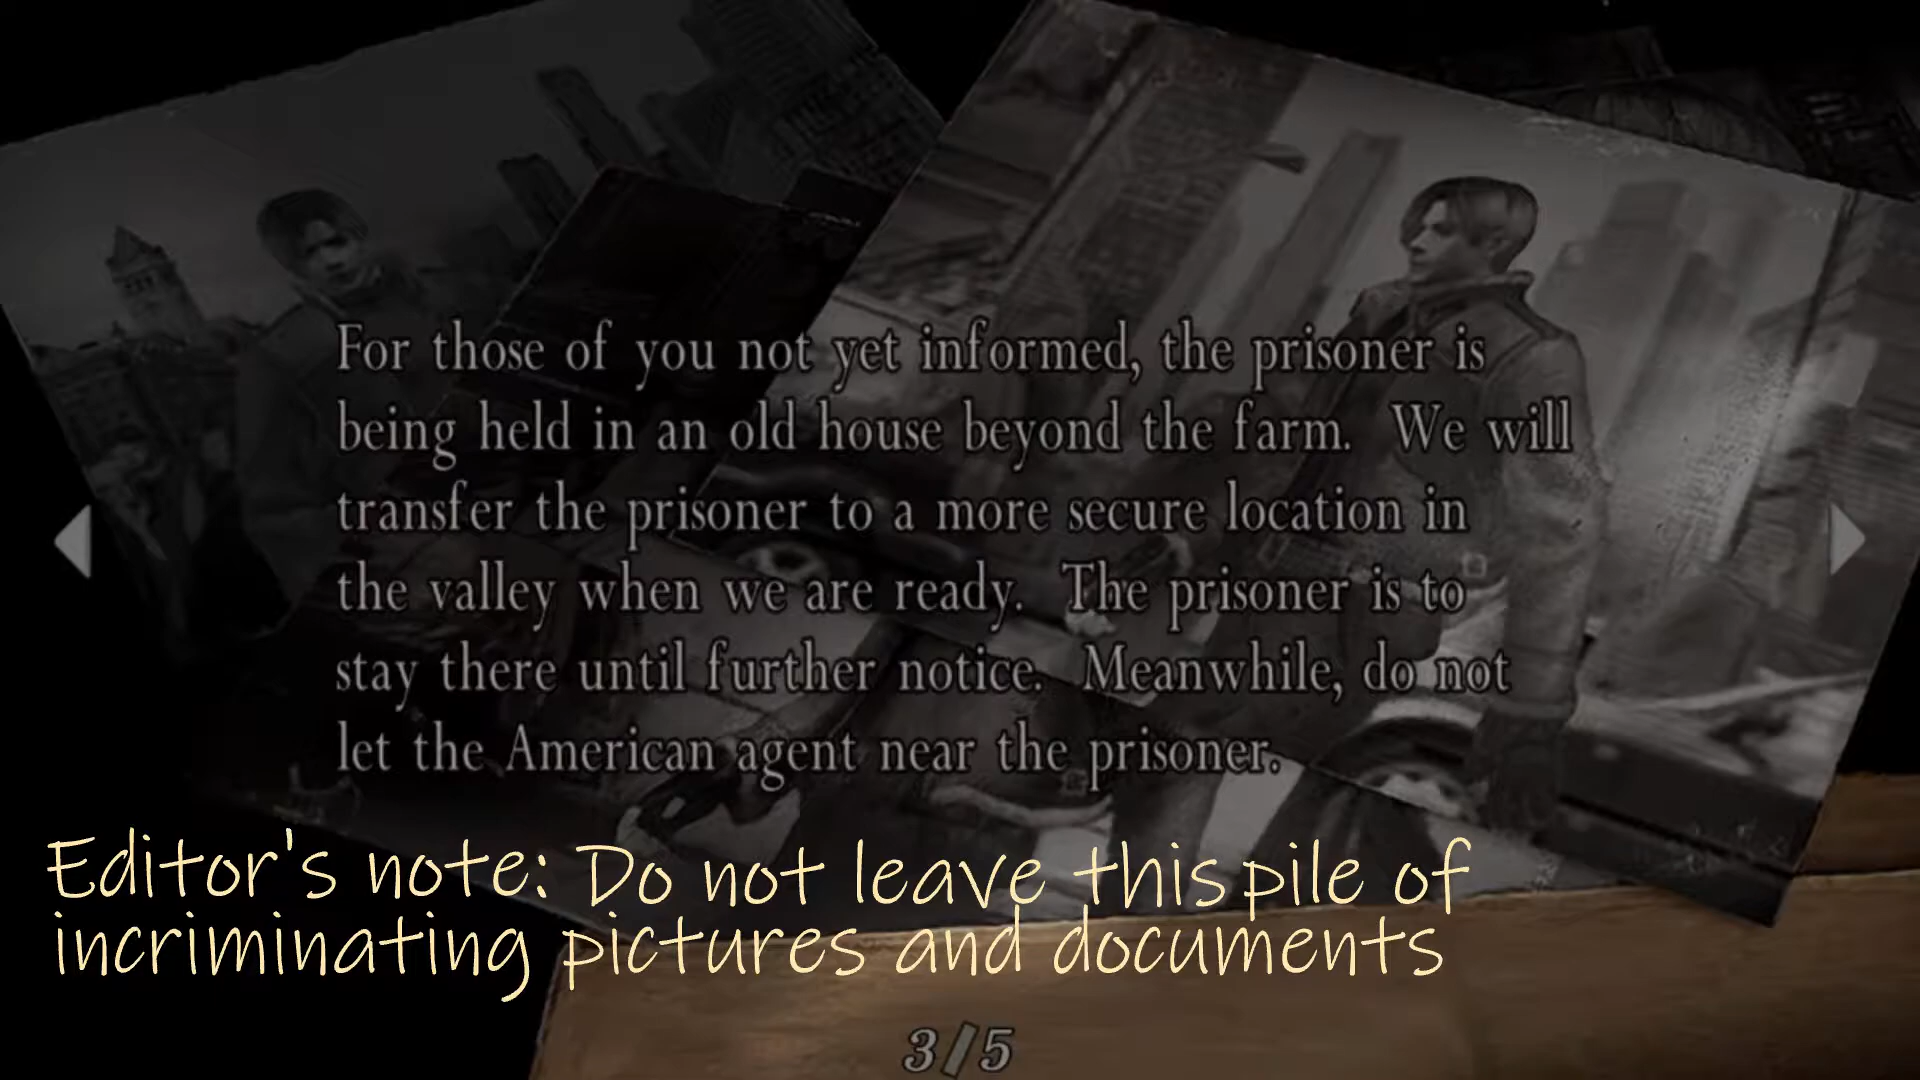 For those of you not yet informed, the prisoner is
being held in an old house beyond the farm. We will
transfer the prisoner to a more secure location in
the valley when we are ready. The prisoner is to
stay there until further notice. Meanwhile, do not
let the American agent near the prisoner.
Editor's note: Do not leave this pile of
incriminating pictures and documents
3/5